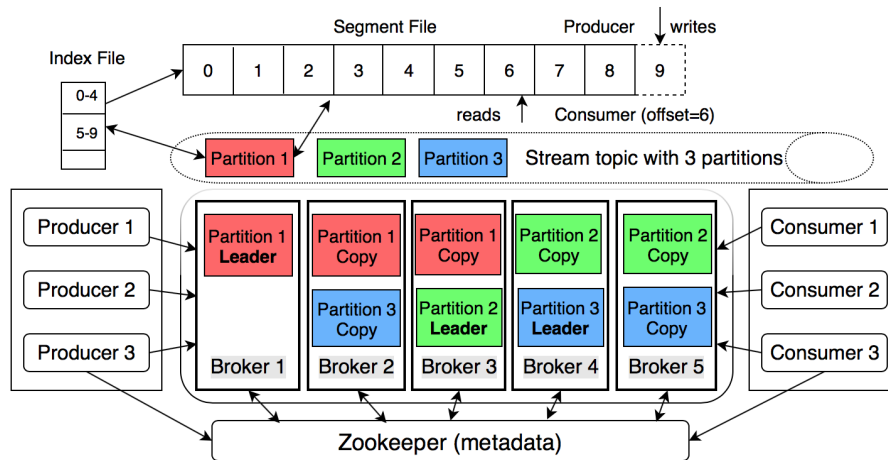 Segment File
Producer
writes
Index File
0 1 2 3 4 5 6 7 8 9
0-4
5-9
reads
Consumer (offset=6)
Partition 1
Partition 2
Partition 3
Stream topic with 3 partitions
Producer 1
Producer 2
Producer 3
Partition 1
Leader
Broker 1
Partition 1
Copy
Partition 3
Copy
Broker 2
Partition 1
Copy
Partition 2
Leader
Broker 3
Partition 2
Copy
Partition 3
Leader
Broker 4
Partition 2
Copy
Partition 3
Copy
Broker 5
Consumer 1
Consumer 2
Consumer 3
Zookeeper (metadata)